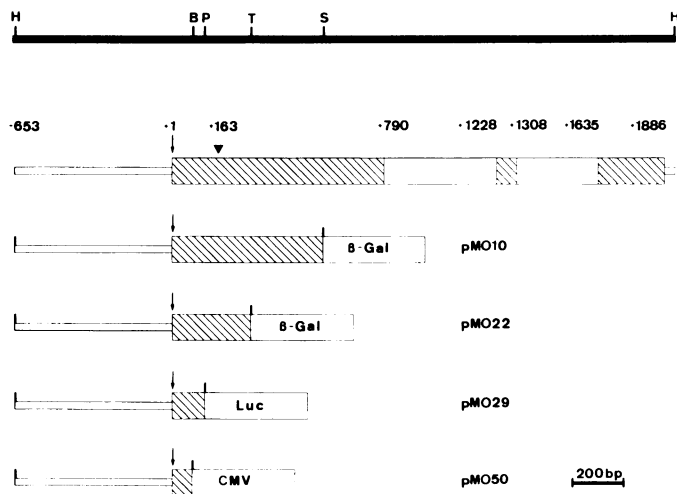 H B P T S H
-653 +1 +163 +790 +1228 +1308 +1635 +1886
β-Gal pMO10
β-Gal pMO22
Luc pMO29
CMV pMO50
200bp